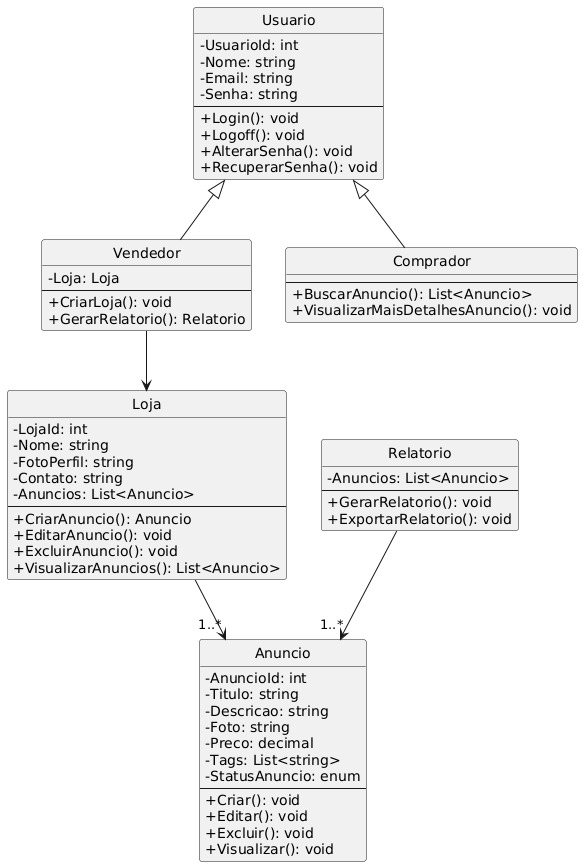 Usuario
-UsuarioId: int
-Nome: string
-Email: string
-Senha: string
+Login(): void
+Logoff(): void
+AlterarSenha(): void
+RecuperarSenha(): void
Vendedor
-Loja: Loja
+CriarLoja(): void
+GerarRelatorio(): Relatorio
Comprador
+BuscarAnuncio(): List<Anuncio>
+VisualizarMaisDetalhesAnuncio(): void
Loja
-LojaId: int
-Nome: string
-FotoPerfil: string
-Contato: string
-Anuncios: List<Anuncio>
+CriarAnuncio(): Anuncio
+EditarAnuncio(): void
+ExcluirAnuncio(): void
+VisualizarAnuncios(): List<Anuncio>
Relatorio
-Anuncios: List<Anuncio>
+GerarRelatorio(): void
+ExportarRelatorio(): void
1..*
1..*
Anuncio
-AnuncioId: int
-Titulo: string
-Descricao: string
-Foto: string
-Preco: decimal
-Tags: List<string>
-StatusAnuncio: enum
+Criar(): void
+Editar(): void
+Excluir(): void
+Visualizar(): void